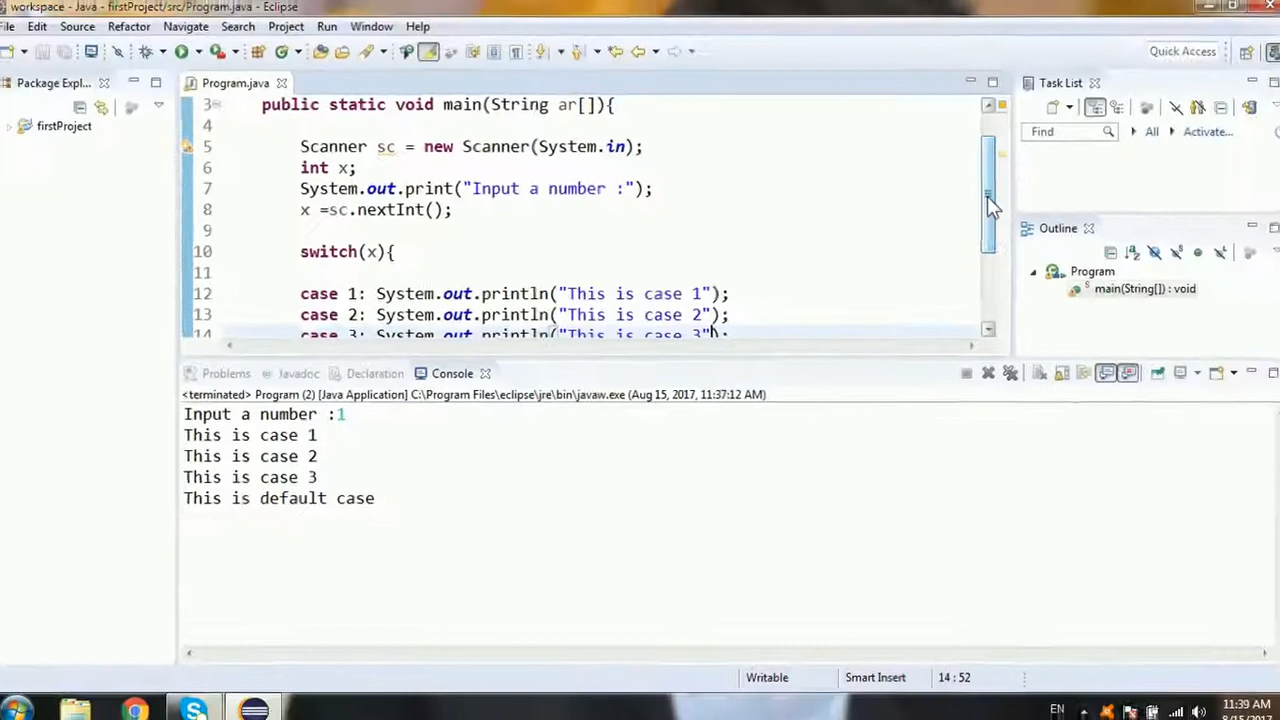 workspace - Java - firstProject/src/Program.java - Eclipse
File Edit Source Refactor Navigate Search Project Run Window Help
Quick Access
Package Expl...
firstProject
Program.java
3 public static void main(String ar[]){
4
5 Scanner sc = new Scanner(System.in);
6 int x;
7 System.out.print("Input a number :");
8 x =sc.nextInt();
9
10 switch(x){
11
12 case 1: System.out.println("This is case 1");
13 case 2: System.out.println("This is case 2");
14 case 3: System.out.println("This is case 3");
Task List
Find All Activate...
Outline
Program
main(String[]) : void
Problems Javadoc Declaration Console
<terminated> Program (2) [Java Application] C:\Program Files\eclipse\jre\bin\javaw.exe (Aug 15, 2017, 11:37:12 AM)
Input a number :1
This is case 1
This is case 2
This is case 3
This is default case
Writable Smart Insert 14 : 52
EN
11:39 AM